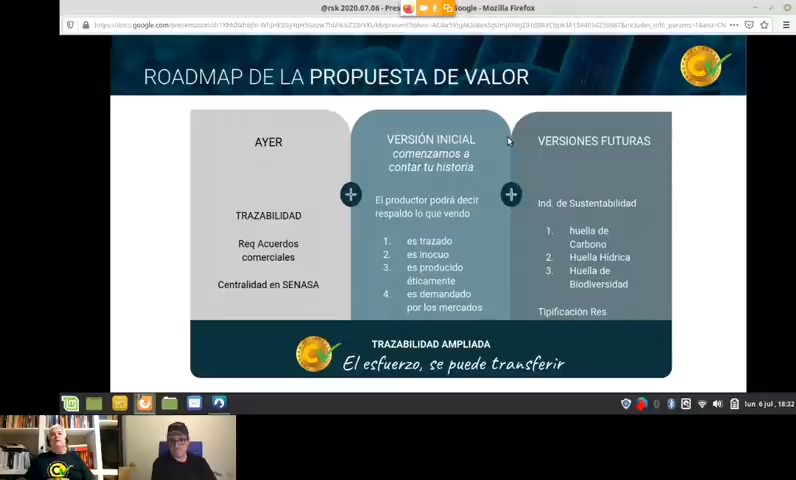 @rsk 2020.07.06 - Pres
Google - Mozilla Firefox
ROADMAP DE LA PROPUESTA DE VALOR
AYER
TRAZABILIDAD
Req Acuerdos
comerciales
Centralidad en SENASA
VERSIÓN INICIAL
comenzamos a
contar tu historia
El productor podrá decir
respaldo lo que vendo
1. es trazado
2. es inocuo
3. es producido
éticamente
4. es demandado
por los mercados
VERSIONES FUTURAS
Ind. de Sustentabilidad
1. huella de
Carbono
2. Huella Hídrica
3. Huella de
Biodiversidad
Tipificación Res
TRAZABILIDAD AMPLIADA
El esfuerzo, se puede transferir
lun 6 jul, 18:32